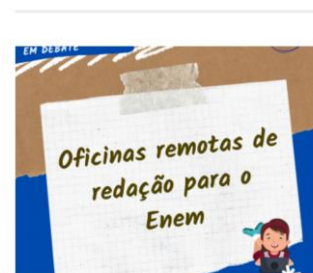 EM DEBATE
Oficinas remotas de
redação para o
Enem